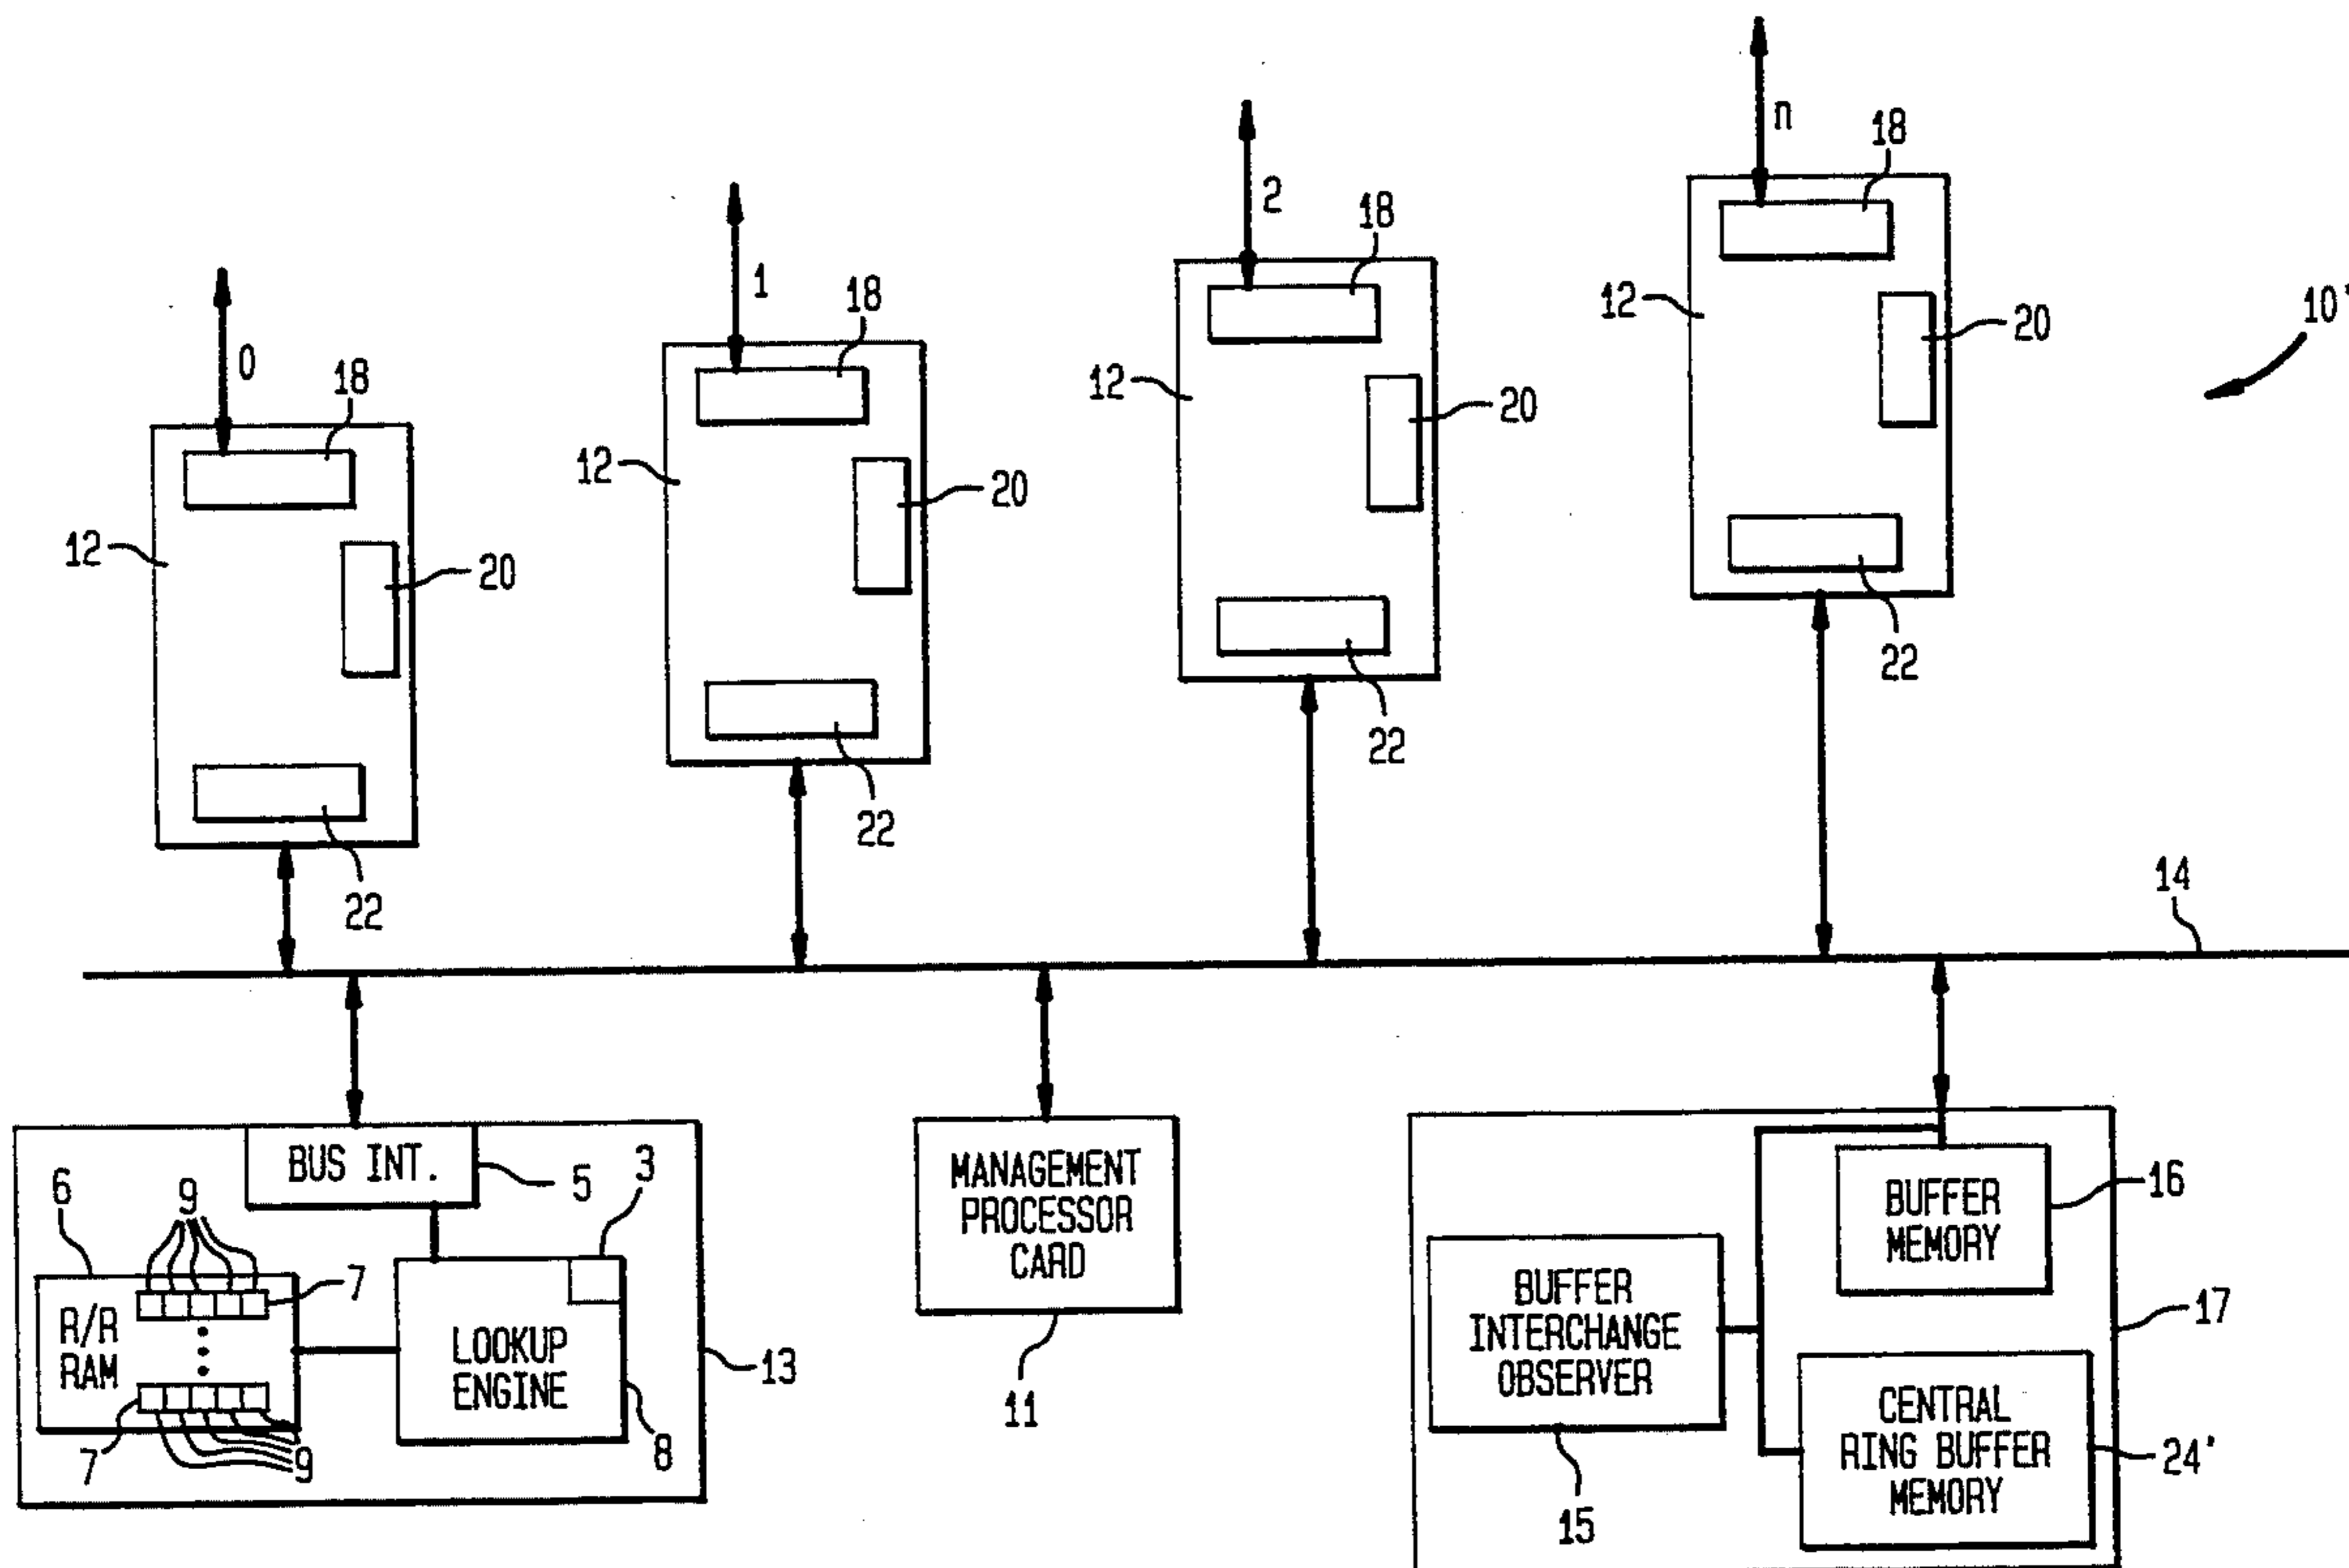 n
18
2
18
12
20
10'
1
18
12
20
0
18
12
20
22
12
20
22
22
22
14
BUS INT.
5
3
6
9
7
R/R
RAM
LOOKUP
ENGINE
13
7
9
8
MANAGEMENT
PROCESSOR
CARD
11
BUFFER
MEMORY
16
BUFFER
INTERCHANGE
OBSERVER
15
17
CENTRAL
RING BUFFER
MEMORY
24'